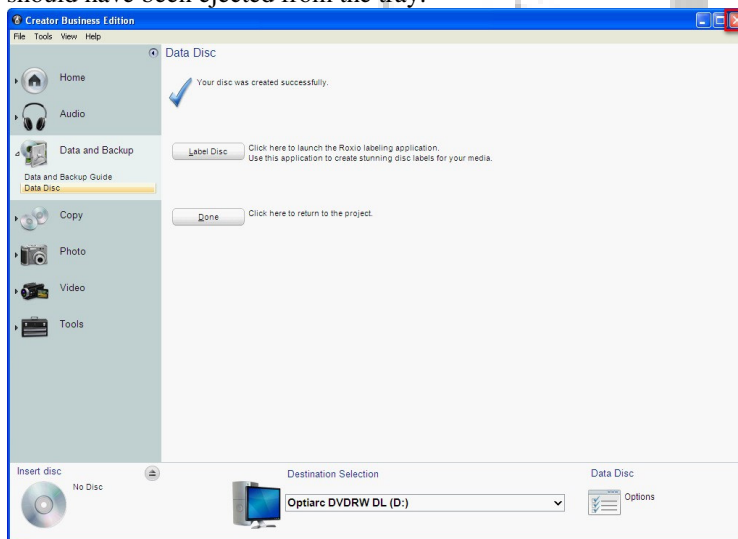 should have been ejected from the tray.
Creator Business Edition
File Tools View Help
Data Disc
Home
Your disc was created successfully.
Audio
Data and Backup
Label Disc
Click here to launch the Roxio labeling application.
Use this application to create stunning disc labels for your media.
Data and Backup Guide
Data Disc
Copy
Done
Click here to return to the project.
Photo
Video
Tools
Insert disc
No Disc
Destination Selection
Optiarc DVDRW DL (D:)
Data Disc
Options